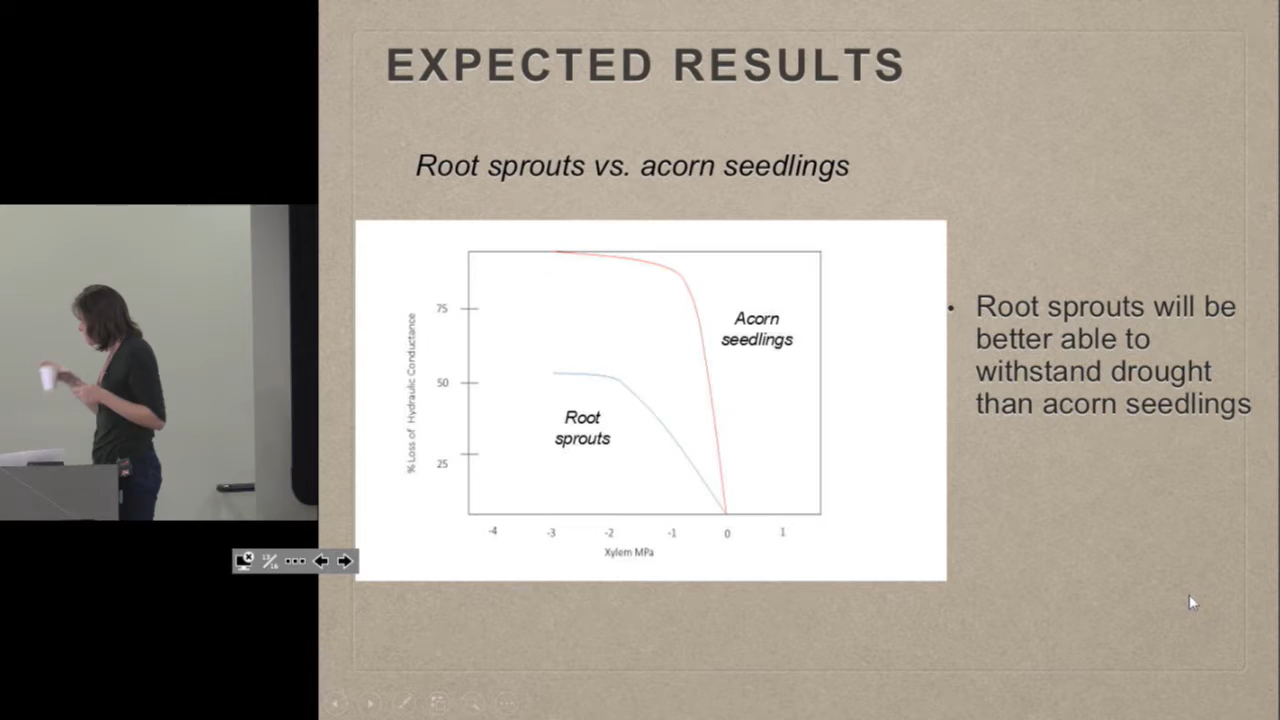 EXPECTED RESULTS
Root sprouts vs. acorn seedlings
% Loss of Hydraulic Conductance
75
50
25
Acorn
seedlings
Root
sprouts
-4
-3
-2
-1
0
1
Xylem MPa
• Root sprouts will be
better able to
withstand drought
than acorn seedlings